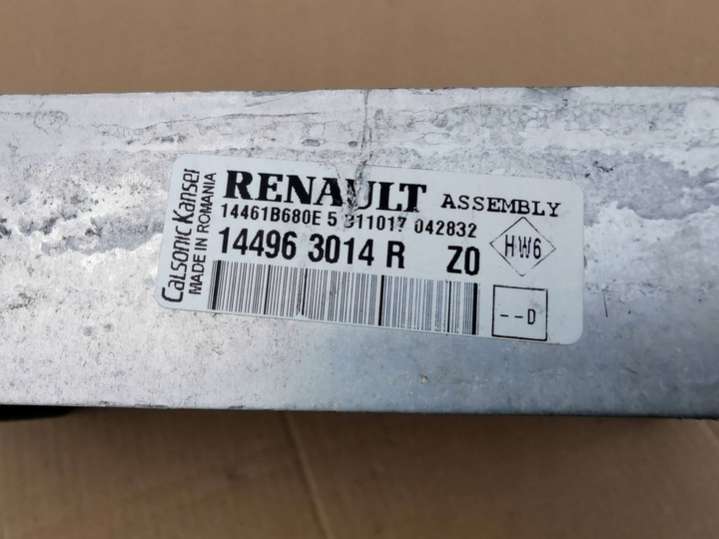 Calsonic Kansei
MADE IN ROMANIA
RENAULT ASSEMBLY
14461B680E 5 311017 042832
14496 3014 R Z0
HW6
--D